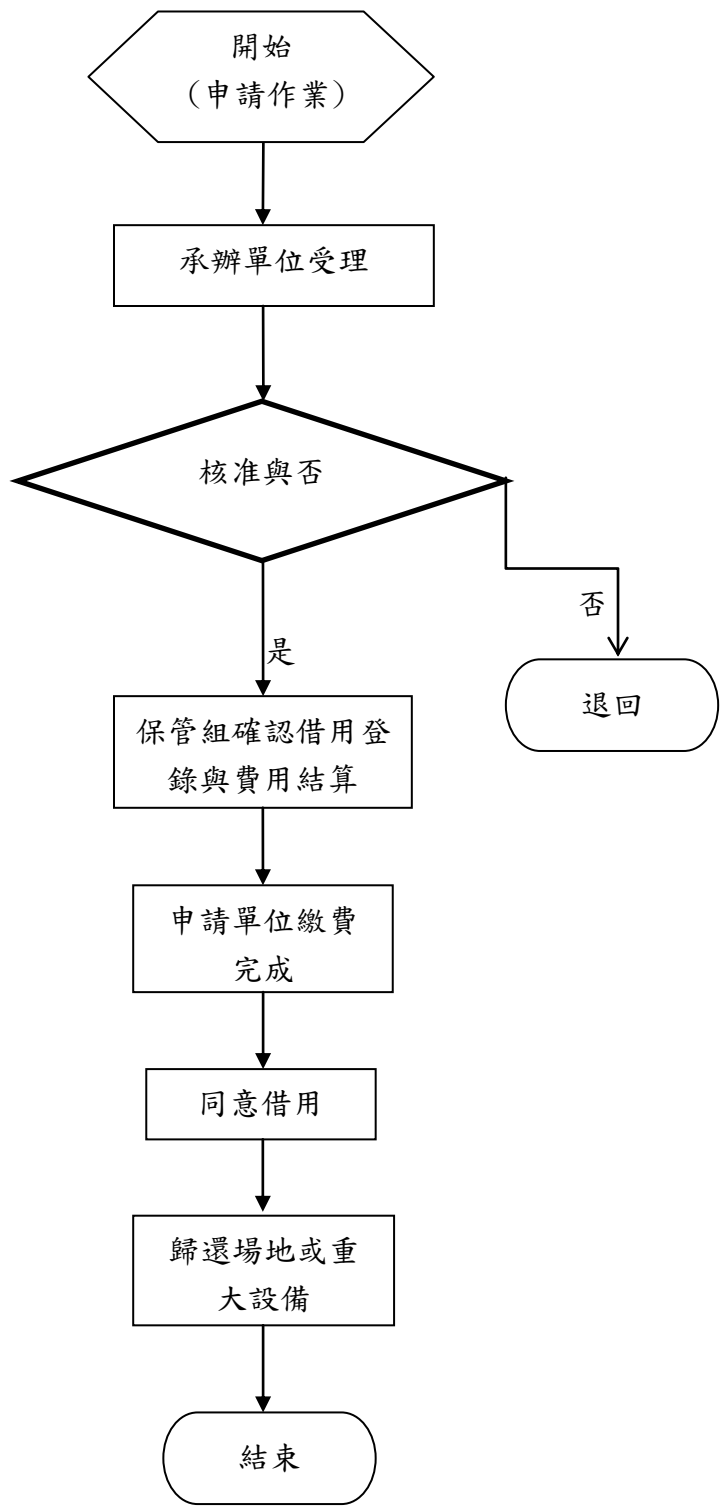 開始
（申請作業）
承辦單位受理
核准與否
否
是
退回
保管組確認借用登
錄與費用結算
申請單位繳費
完成
同意借用
歸還場地或重
大設備
結束